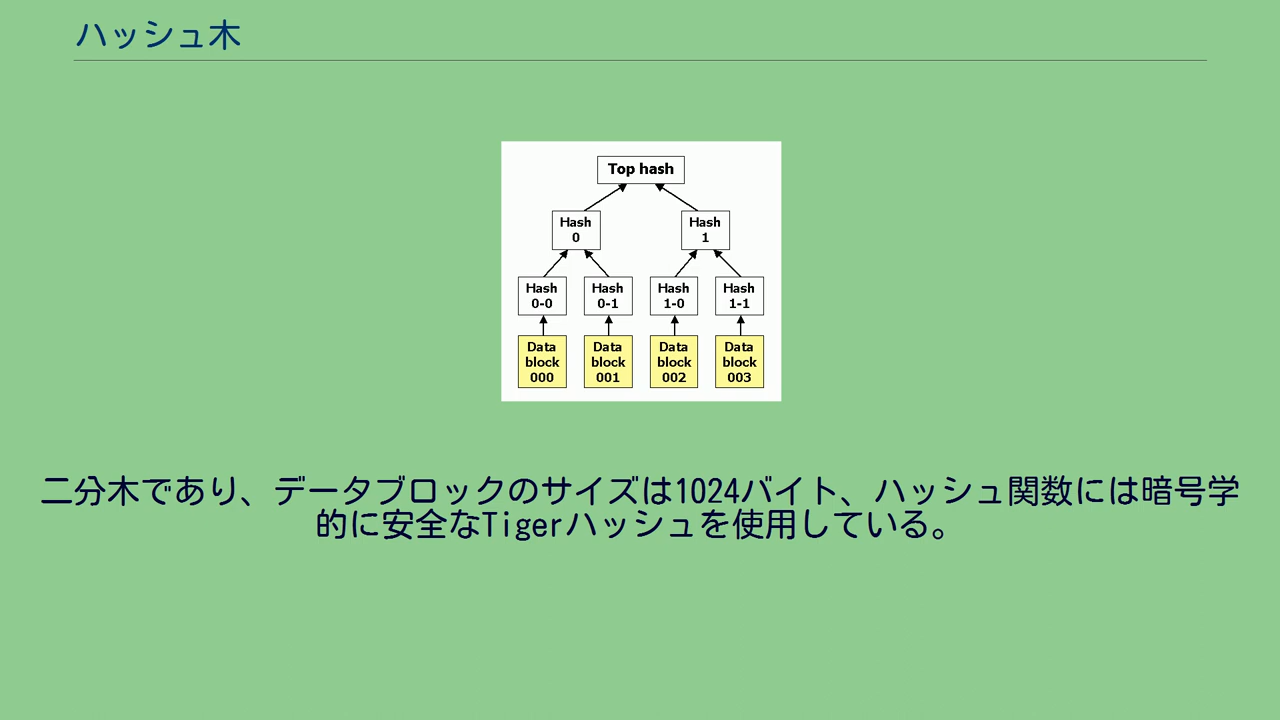 ハッシュ木
Top hash
Hash
0
Hash
1
Hash
0-0
Hash
0-1
Hash
1-0
Hash
1-1
Data
block
000
Data
block
001
Data
block
002
Data
block
003
二分木であり、データブロックのサイズは1024バイト、ハッシュ関数には暗号学
的に安全なTigerハッシュを使用している。